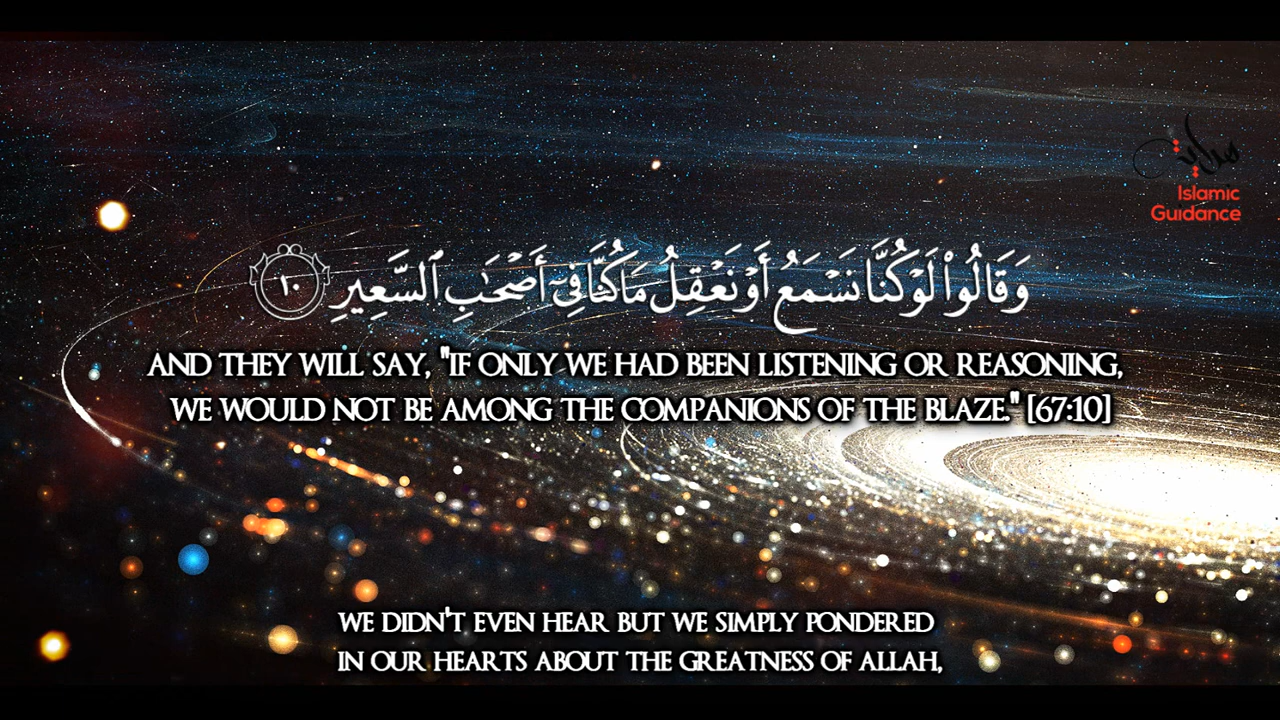 هداية
Islamic
Guidance
وَقَالُوا۟ لَوْ كُنَّا نَسْمَعُ أَوْ نَعْقِلُ مَا كُنَّا فِىٓ أَصْحَٰبِ ٱلسَّعِيرِ ١٠
AND THEY WILL SAY, "IF ONLY WE HAD BEEN LISTENING OR REASONING,
WE WOULD NOT BE AMONG THE COMPANIONS OF THE BLAZE." [67:10]
WE DIDN'T EVEN HEAR BUT WE SIMPLY PONDERED
IN OUR HEARTS ABOUT THE GREATNESS OF ALLAH,